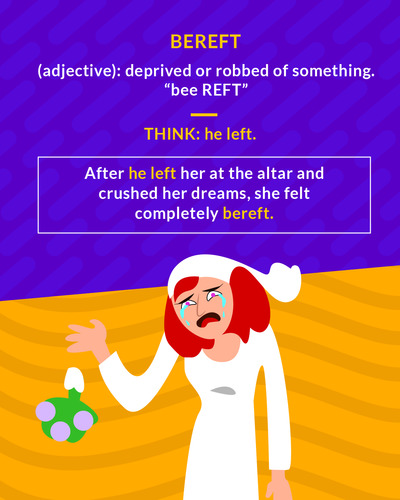 BEREFT
(adjective): deprived or robbed of something.
“bee REFT”
THINK: he left.
After he left her at the altar and
crushed her dreams, she felt
completely bereft.